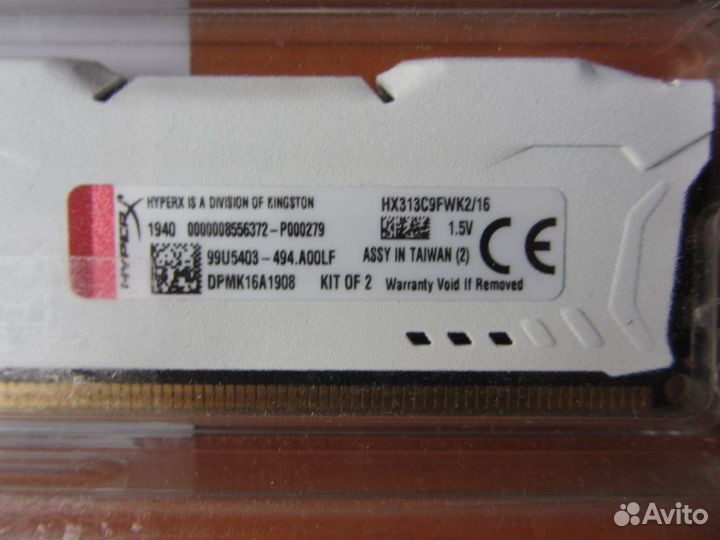 HYPERX
HYPERX IS A DIVISION OF KINGSTON
HX313C9FWK2/16
1940 0000008556372-P000279
1.5V
99U5403-494.A00LF
ASSY IN TAIWAN (2)
CE
DPMK16A1908
KIT OF 2
Warranty Void If Removed
Avito